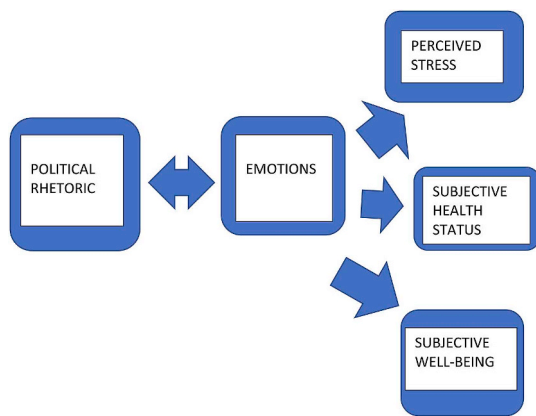 PERCEIVED
STRESS
POLITICAL
RHETORIC
EMOTIONS
SUBJECTIVE
HEALTH
STATUS
SUBJECTIVE
WELL-BEING